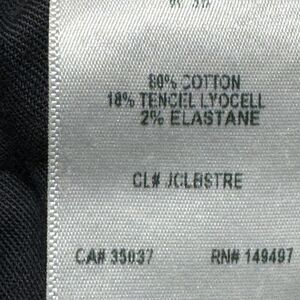 80% COTTON
18% TENCEL LYOCELL
2% ELASTANE
CL# JCLBSTRE
CA# 35037 RN# 149497